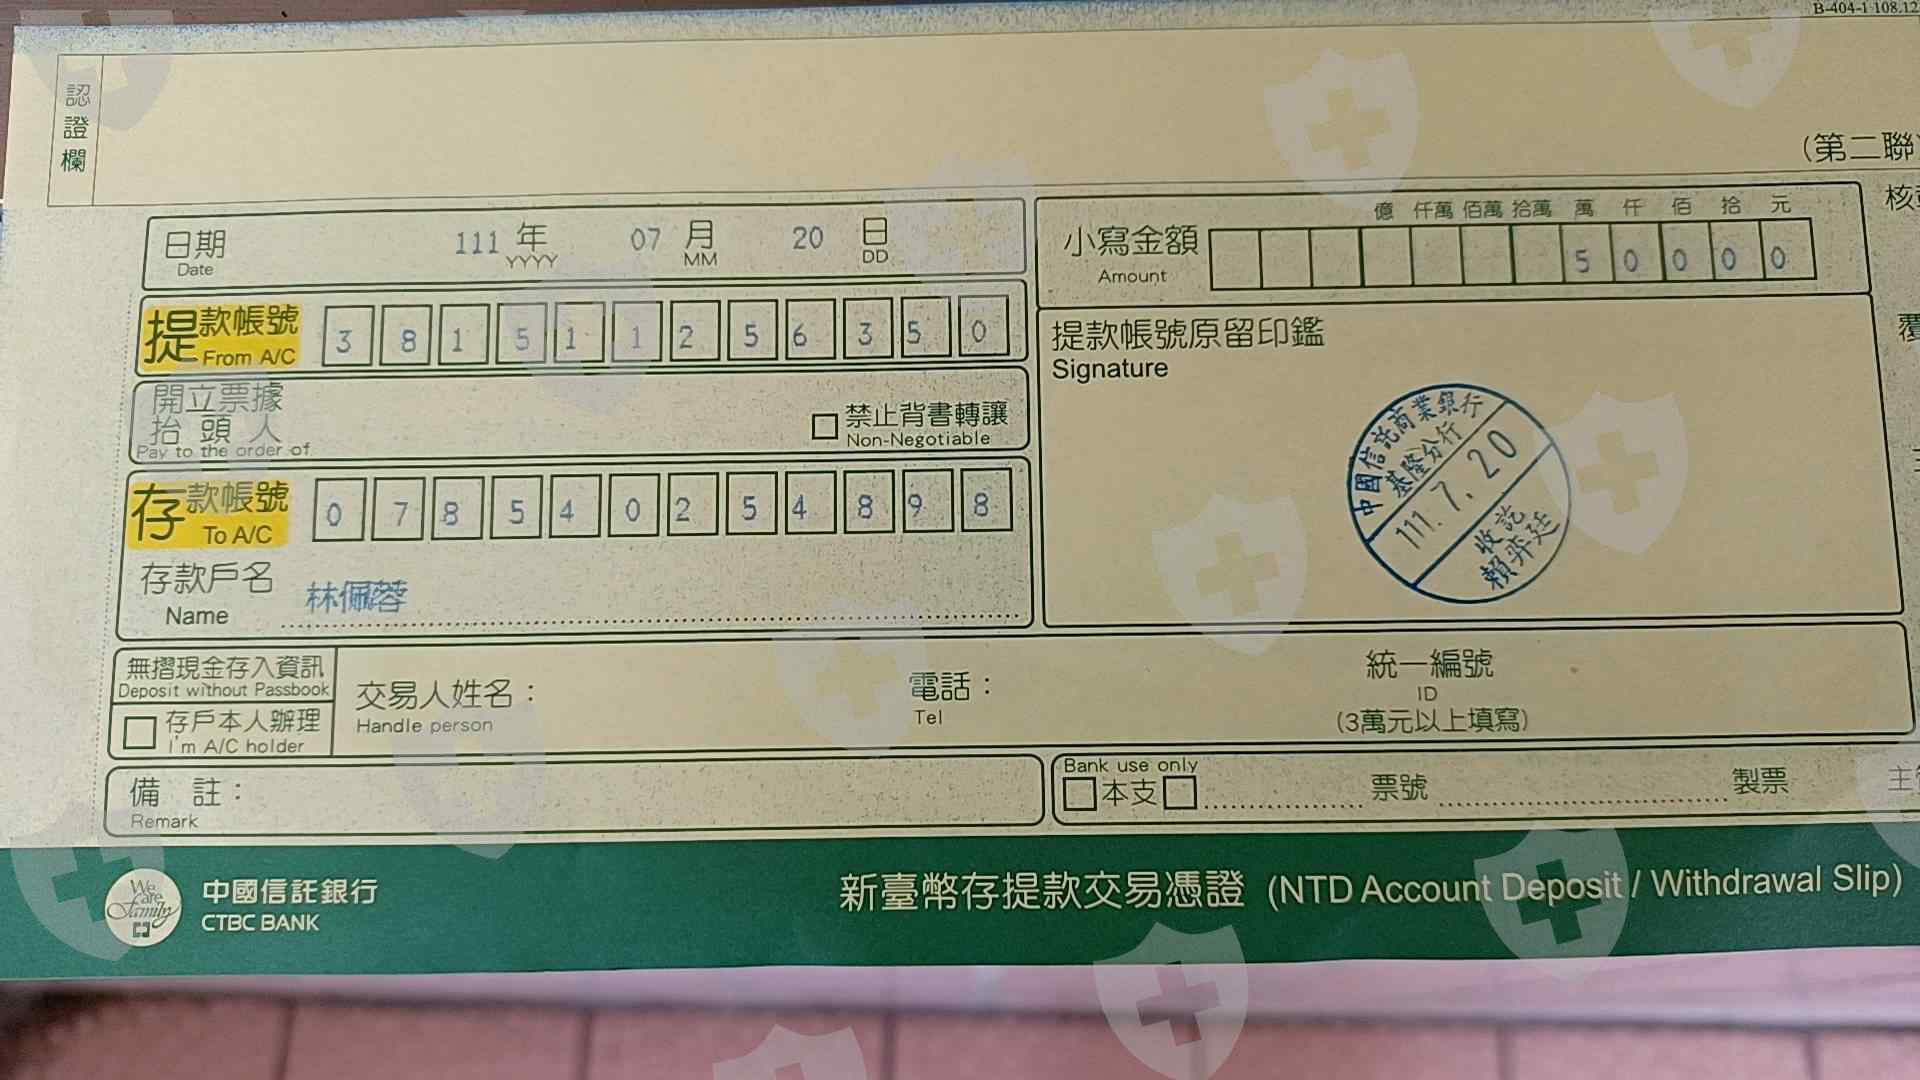 B-404-1 108.12
認證欄
(第二聯
日期 111 年 07 月 20 日
Date YYYY MM DD
億 仟萬 佰萬 拾萬 萬 仟 佰 拾 元
小寫金額 5 0 0 0 0
Amount
提款帳號 3 8 1 5 1 1 2 5 6 3 5 0
From A/C
提款帳號原留印鑑
Signature
開立票據
抬頭人
Pay to the order of
禁止背書轉讓
Non-Negotiable
存款帳號 0 7 8 5 4 0 2 5 4 8 9 8
To A/C
存款戶名 林佩蓉
Name
中國信託商業銀行
基隆分行
111.7.20
收訖
賴弈廷
無摺現金存入資訊
Deposit without Passbook
存戶本人辦理
I'm A/C holder
交易人姓名：
Handle person
電話：
Tel
統一編號
ID
(3萬元以上填寫)
備 註：
Remark
Bank use only
本支 票號 製票
We are Family
中國信託銀行
CTBC BANK
新臺幣存提款交易憑證 (NTD Account Deposit / Withdrawal Slip)